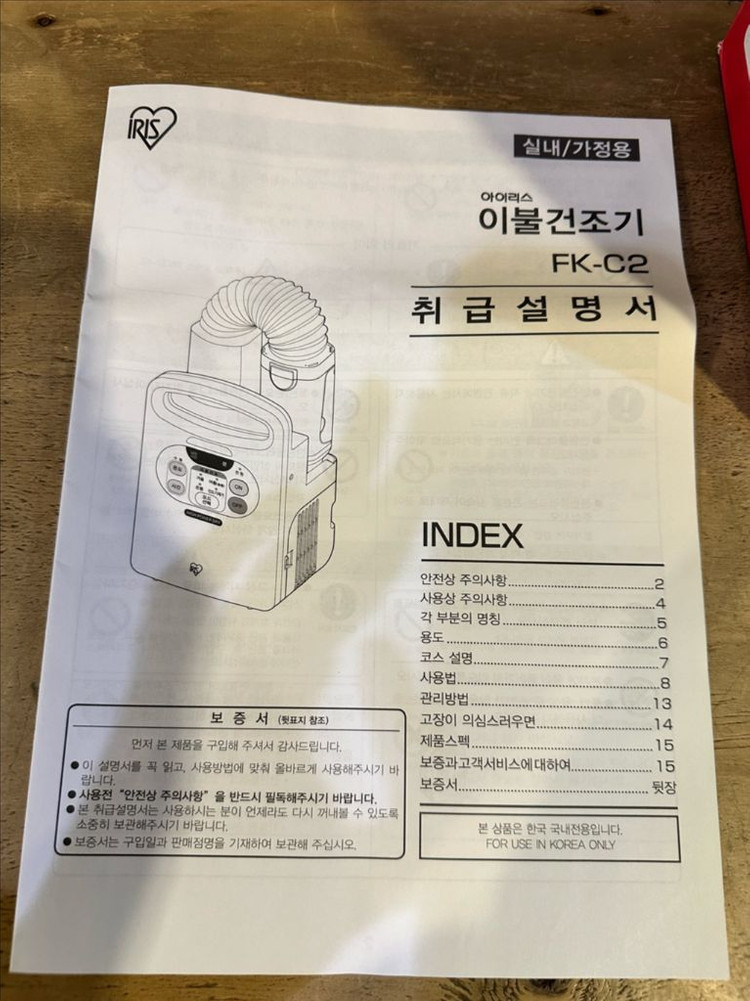 IRIS
실내/가정용
아이리스
이불건조기
FK-C2
취급설명서
INDEX
안전상 주의사항 2
사용상 주의사항 4
각 부분의 명칭 5
용도 6
코스 설명 7
사용법 8
관리방법 13
고장이 의심스러우면 14
제품스펙 15
보증과고객서비스에대하여 15
보증서 뒷장
보 증 서 (뒷표지 참조)
먼저 본 제품을 구입해 주셔서 감사드립니다.
● 이 설명서를 꼭 읽고, 사용방법에 맞춰 올바르게 사용해주시기 바
랍니다.
● 사용전 "안전상 주의사항" 을 반드시 필독해주시기 바랍니다.
● 본 취급설명서는 사용하시는 분이 언제라도 다시 꺼내볼 수 있도록
소중히 보관해주시기 바랍니다.
● 보증서는 구입일과 판매점명을 기재하여 보관해 주십시오.
본 상품은 한국 국내전용입니다.
FOR USE IN KOREA ONLY